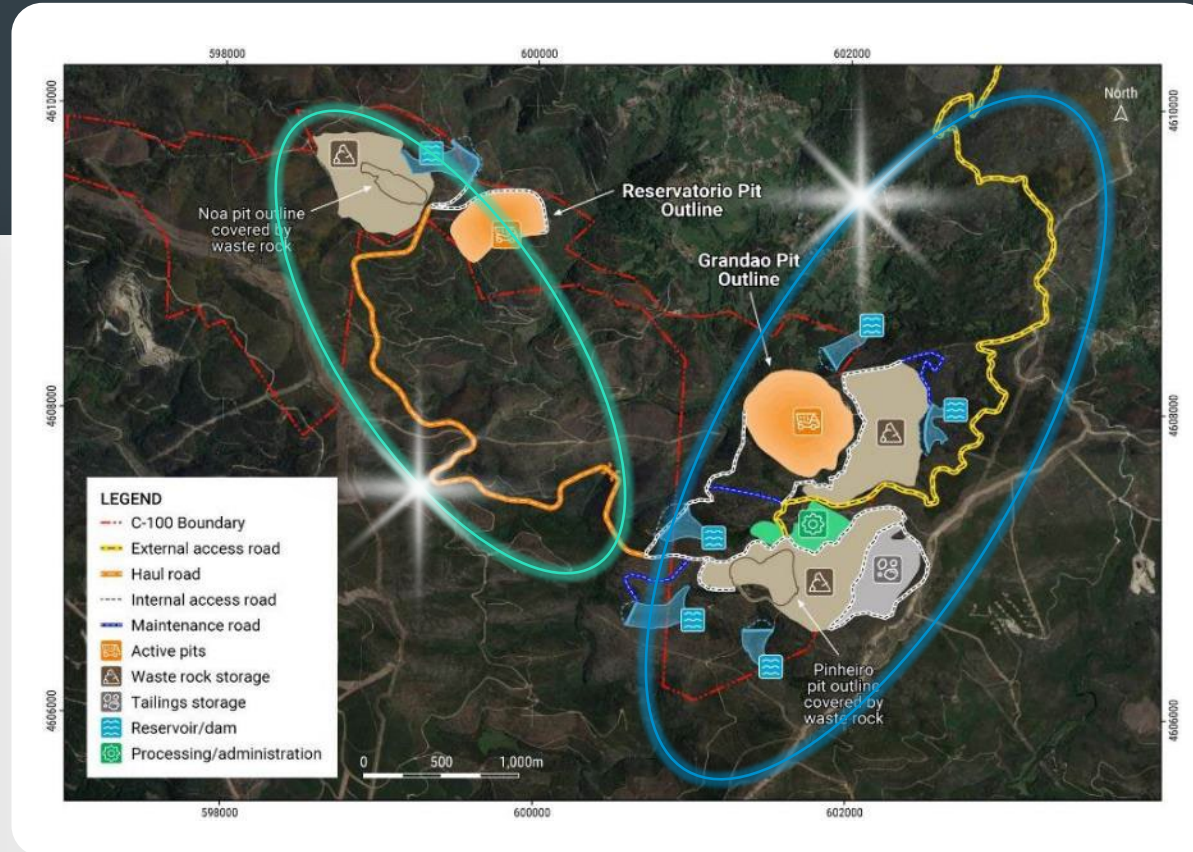 598000
600000
602000
4610000
4610000
North
Reservatorio Pit
Outline
Noa pit outline
covered by
waste rock
Grandao Pit
Outline
4608000
4608000
LEGEND
C-100 Boundary
External access road
Haul road
Internal access road
Maintenance road
Active pits
Waste rock storage
Tailings storage
Reservoir/dam
Processing/administration
Pinheiro
pit outline
covered by
waste rock
4606000
4606000
0 500 1,000m
598000
600000
602000